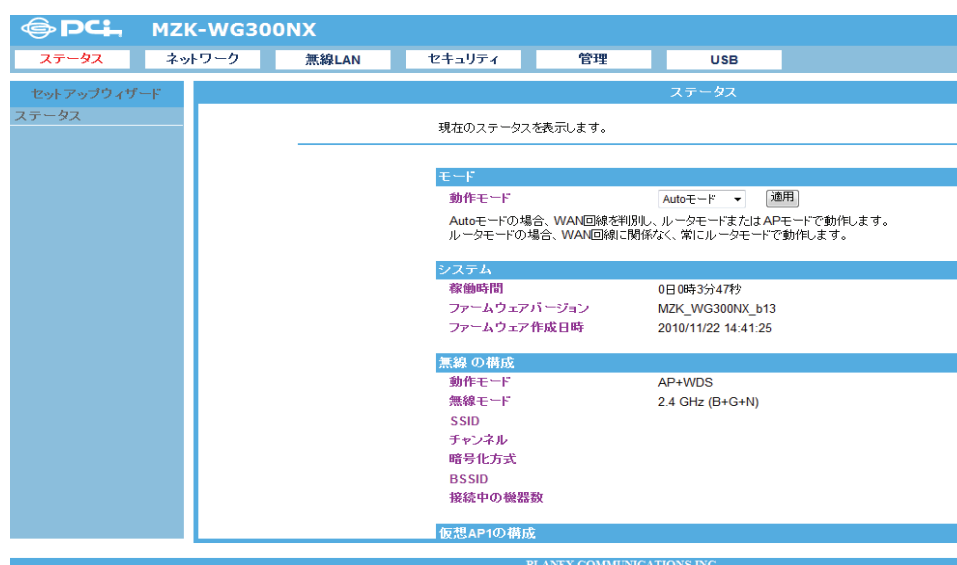 PCi MZK-WG300NX
ステータス ネットワーク 無線LAN セキュリティ 管理 USB
セットアップウィザード
ステータス
ステータス
現在のステータスを表示します。
モード
動作モード Autoモード 適用
Autoモードの場合、WAN回線を判別し、ルータモードまたはAPモードで動作します。
ルータモードの場合、WAN回線に関係なく、常にルータモードで動作します。
システム
稼働時間 0日0時3分47秒
ファームウェアバージョン MZK_WG300NX_b13
ファームウェア作成日時 2010/11/22 14:41:25
無線 の構成
動作モード AP+WDS
無線モード 2.4 GHz (B+G+N)
SSID
チャンネル
暗号化方式
BSSID
接続中の機器数
仮想AP1の構成
PLANEX COMMUNICATIONS INC.